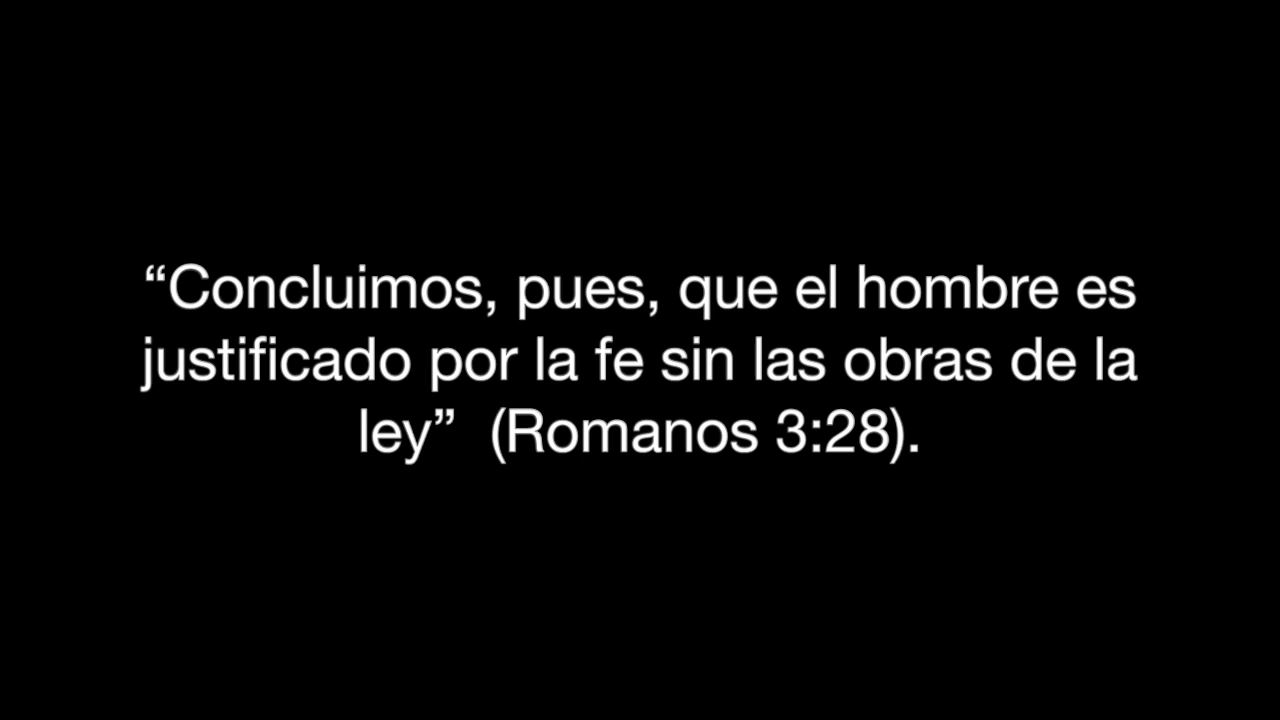 “Concluimos, pues, que el hombre es
justificado por la fe sin las obras de la
ley”  (Romanos 3:28).